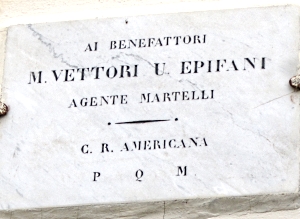 AI BENEFATTORI
M. VETTORI U. EPIFANI
AGENTE MARTELLI
C. R. AMERICANA
P Q M